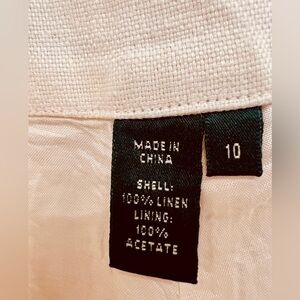 MADE IN
CHINA
SHELL:
100% LINEN
LINING:
100%
ACETATE
10